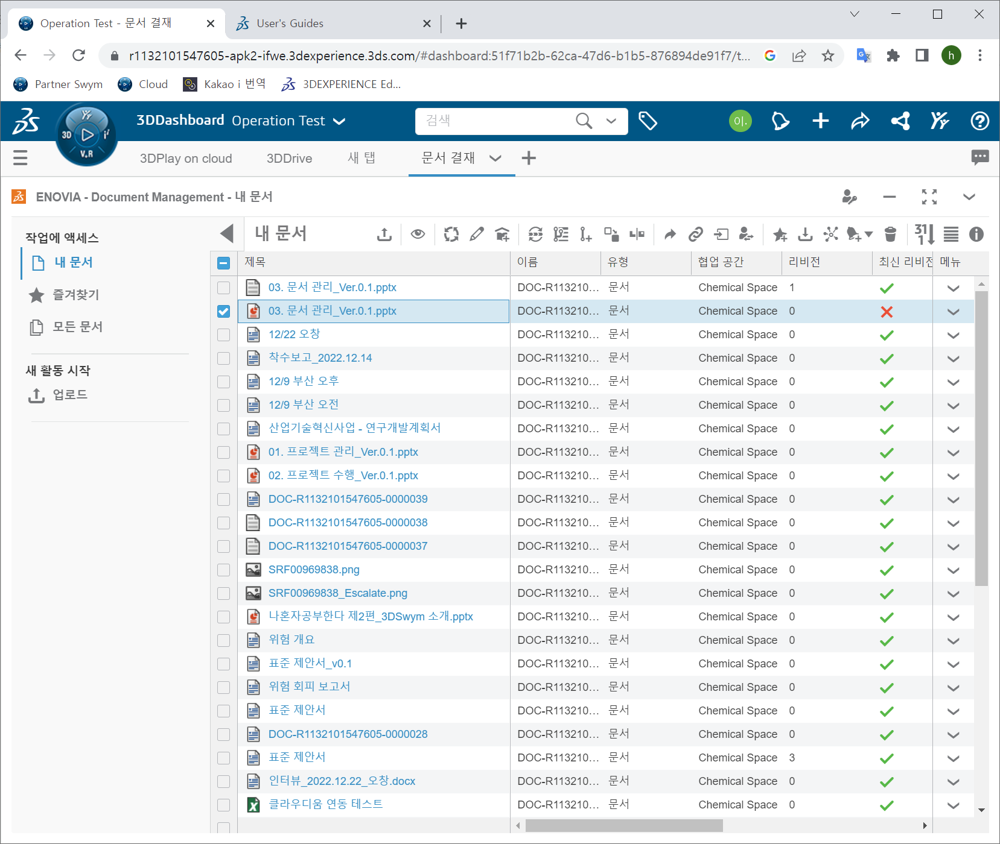 Operation Test - 문서 결재
User's Guides
r1132101547605-apk2-ifwe.3dexperience.3ds.com/#dashboard:51f71b2b-62ca-47d6-b1b5-876894de91f7/t...
h
Partner Swym
Cloud
Kakao i 번역
3DEXPERIENCE Ed...
3DDashboard Operation Test
검색
이.
3D
V.R
3DPlay on cloud
3DDrive
새 탭
문서 결재
ENOVIA - Document Management - 내 문서
작업에 액세스
내 문서
즐겨찾기
모든 문서
새 활동 시작
업로드
내 문서
제목 이름 유형 협업 공간 리비전 최신 리비전 메뉴
03. 문서 관리_Ver.0.1.pptx DOC-R113210... 문서 Chemical Space 1
03. 문서 관리_Ver.0.1.pptx DOC-R113210... 문서 Chemical Space 0
12/22 오창 DOC-R113210... 문서 Chemical Space 0
착수보고_2022.12.14 DOC-R113210... 문서 Chemical Space 0
12/9 부산 오후 DOC-R113210... 문서 Chemical Space 0
12/9 부산 오전 DOC-R113210... 문서 Chemical Space 0
산업기술혁신사업 - 연구개발계획서 DOC-R113210... 문서 Chemical Space 0
01. 프로젝트 관리_Ver.0.1.pptx DOC-R113210... 문서 Chemical Space 0
02. 프로젝트 수행_Ver.0.1.pptx DOC-R113210... 문서 Chemical Space 0
DOC-R1132101547605-0000039 DOC-R113210... 문서 Chemical Space 0
DOC-R1132101547605-0000038 DOC-R113210... 문서 Chemical Space 0
DOC-R1132101547605-0000037 DOC-R113210... 문서 Chemical Space 0
SRF00969838.png DOC-R113210... 문서 Chemical Space 0
SRF00969838_Escalate.png DOC-R113210... 문서 Chemical Space 0
나혼자공부한다 제2편_3DSwym 소개.pptx DOC-R113210... 문서 Chemical Space 0
위험 개요 DOC-R113210... 문서 Chemical Space 0
표준 제안서_v0.1 DOC-R113210... 문서 Chemical Space 0
위험 회피 보고서 DOC-R113210... 문서 Chemical Space 0
표준 제안서 DOC-R113210... 문서 Chemical Space 0
DOC-R1132101547605-0000028 DOC-R113210... 문서 Chemical Space 0
표준 제안서 DOC-R113210... 문서 Chemical Space 3
인터뷰_2022.12.22_오창.docx DOC-R113210... 문서 Chemical Space 0
클라우디움 연동 테스트 DOC-R113210... 문서 Chemical Space 0